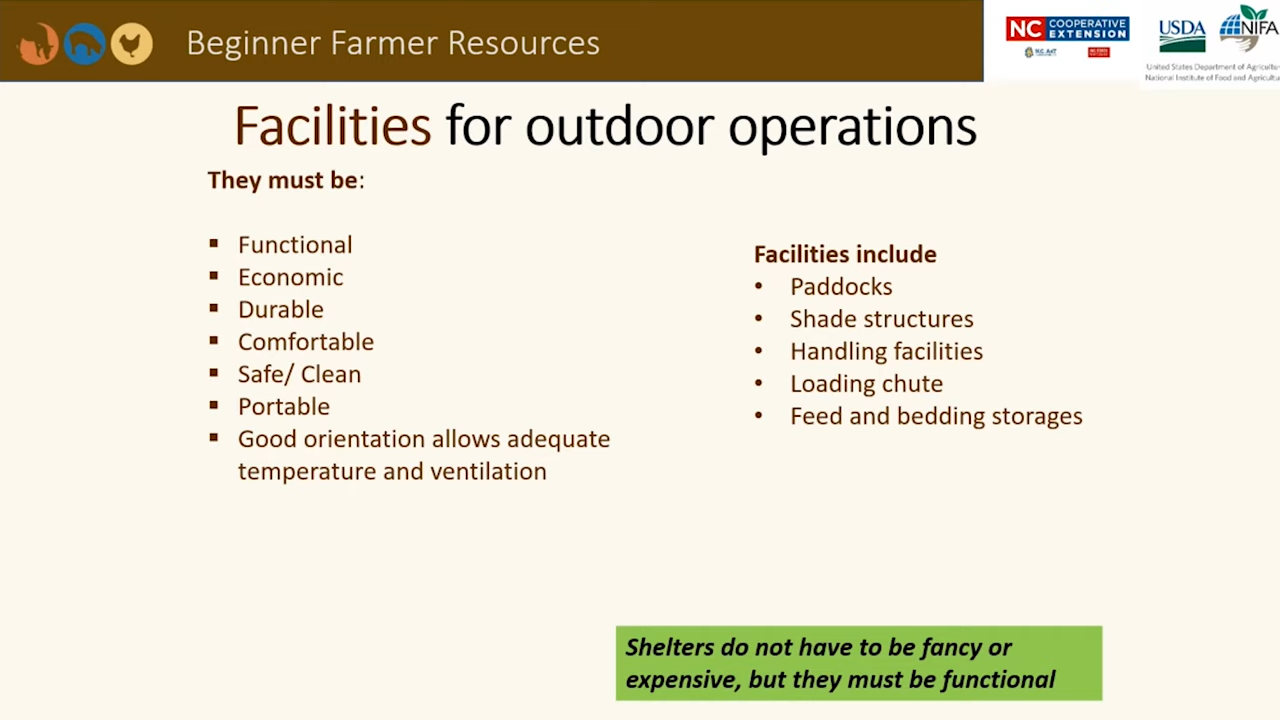 Beginner Farmer Resources
NC COOPERATIVE
EXTENSION
USDA
NIFA
United States Department of Agricultur
National Institute of Food and Agricultu
Facilities for outdoor operations
They must be:
▪ Functional
▪ Economic
▪ Durable
▪ Comfortable
▪ Safe/ Clean
▪ Portable
▪ Good orientation allows adequate
temperature and ventilation
Facilities include
• Paddocks
• Shade structures
• Handling facilities
• Loading chute
• Feed and bedding storages
Shelters do not have to be fancy or
expensive, but they must be functional